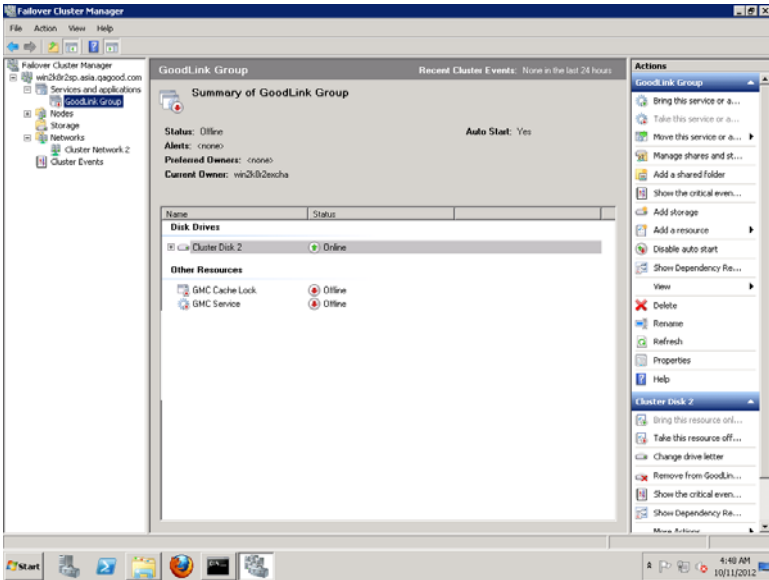 Failover Cluster Manager
File Action View Help
Failover Cluster Manager
win2k8r2sp.asia.qagood.com
Services and applications
GoodLink Group
Nodes
Storage
Networks
Cluster Network 2
Cluster Events
GoodLink Group Recent Cluster Events: None in the last 24 hours
Summary of GoodLink Group
Status: Offline Auto Start: Yes
Alerts: <none>
Preferred Owners: <none>
Current Owner: win2k8r2excha
Name Status
Disk Drives
Cluster Disk 2 Online
Other Resources
GMC Cache Lock Offline
GMC Service Offline
Actions
GoodLink Group
Bring this service or a...
Take this service or a...
Move this service or a...
Manage shares and st...
Add a shared folder
Show the critical even...
Add storage
Add a resource
Disable auto start
Show Dependency Re...
View
Delete
Rename
Refresh
Properties
Help
Cluster Disk 2
Bring this resource onl...
Take this resource off...
Change drive letter
Remove from GoodLin...
Show the critical even...
Show Dependency Re...
More Actions...
Start
4:48 AM
10/11/2012